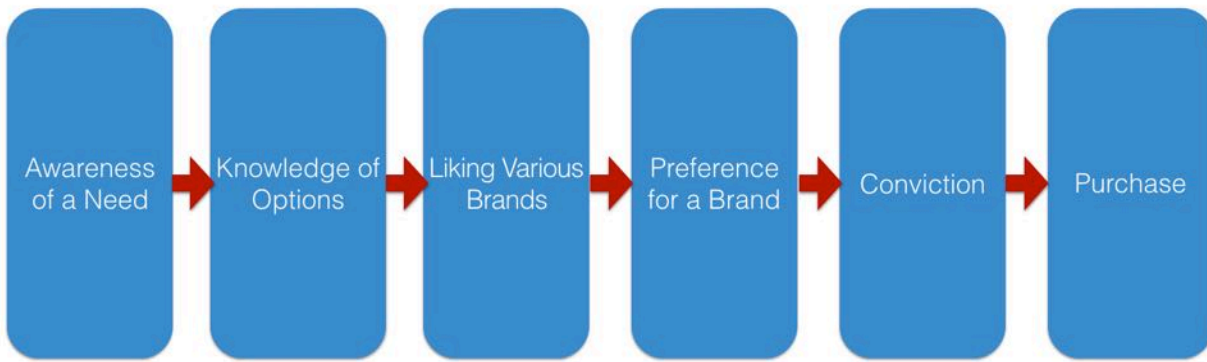 Awareness
of a Need
Knowledge of
Options
Liking Various
Brands
Preference
for a Brand
Conviction
Purchase